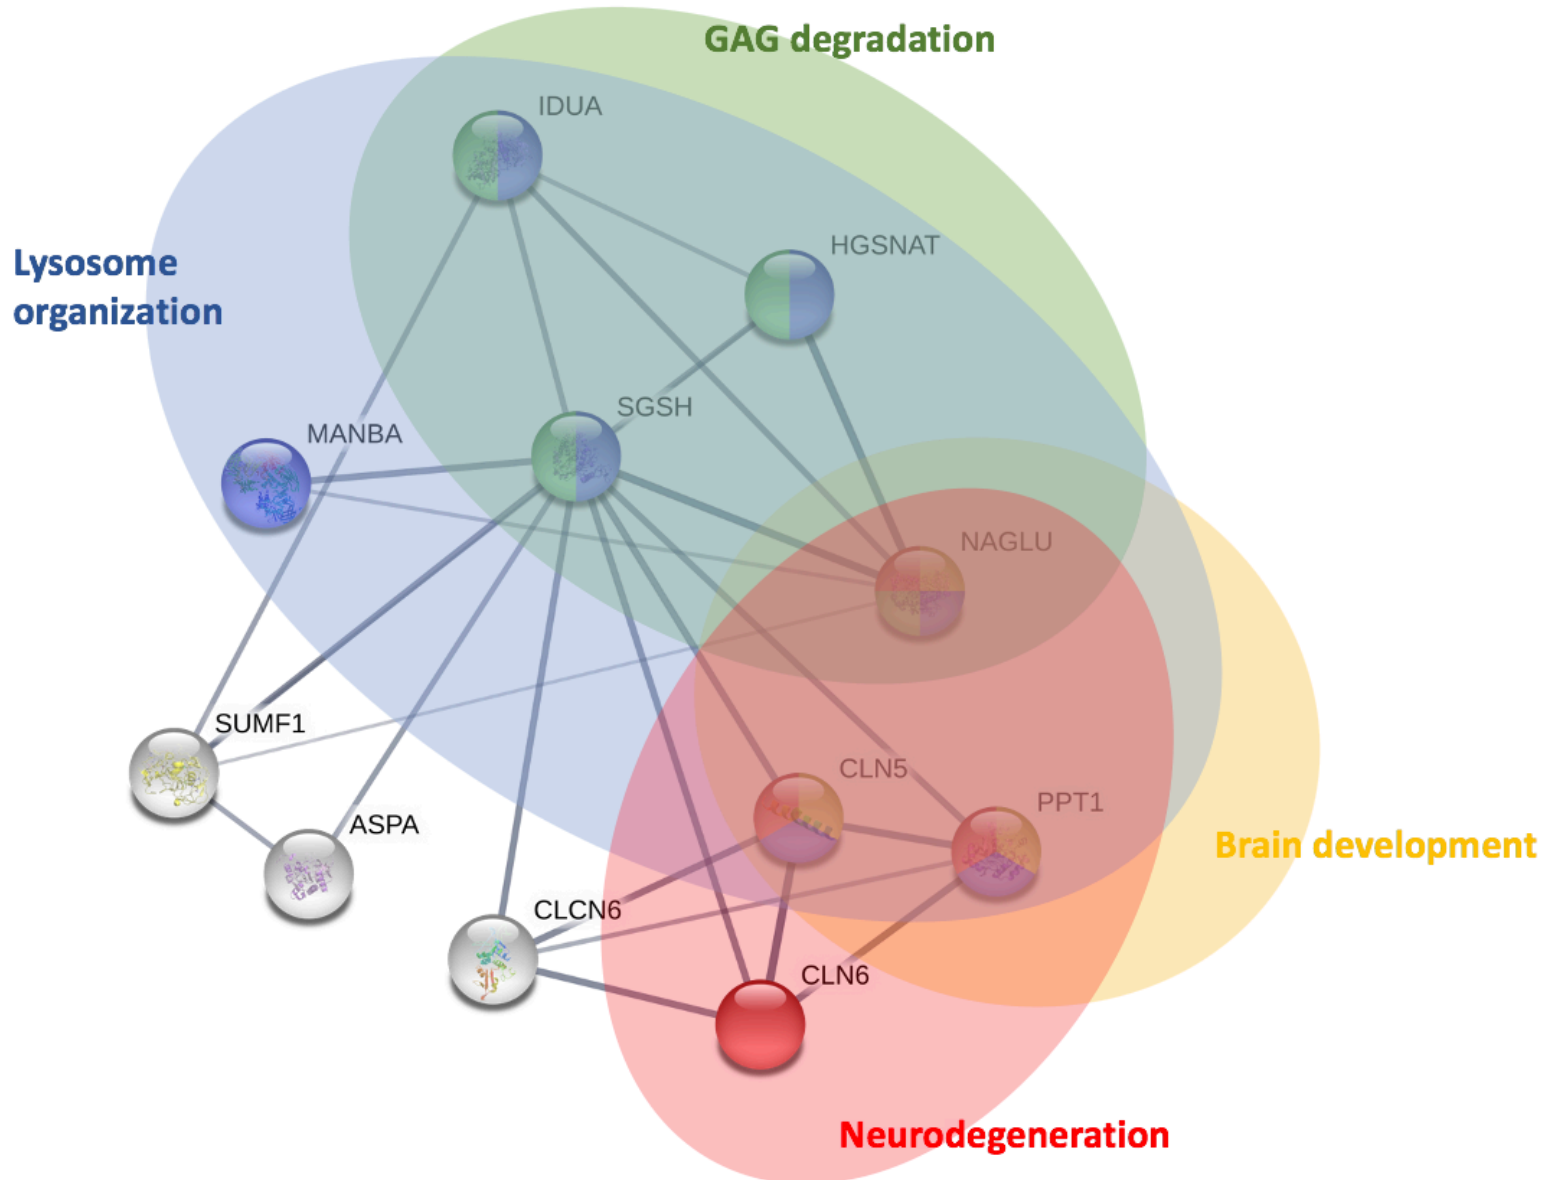 GAG degradation
IDUA
HGSNAT
Lysosome
organization
SGSH
MANBA
NAGLU
SUMF1
CLN5
PPT1
ASPA
Brain development
CLCN6
CLN6
Neurodegeneration